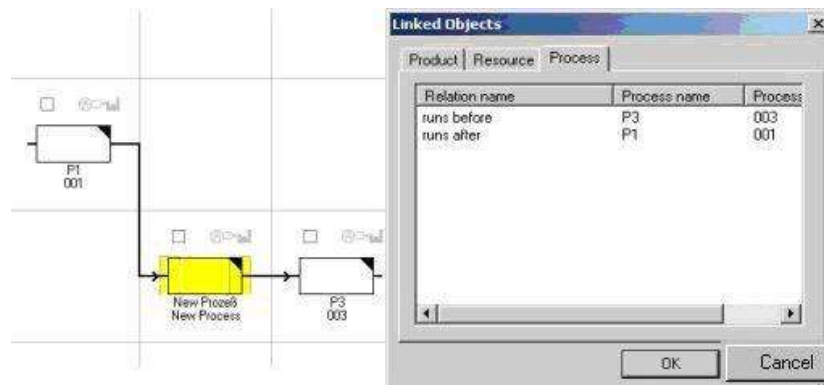 P1
001
New Prozeß
New Process
P3
003
Linked Objects
Product Resource Process
Relation name Process name Process
runs before P3 003
runs after P1 001
OK Cancel